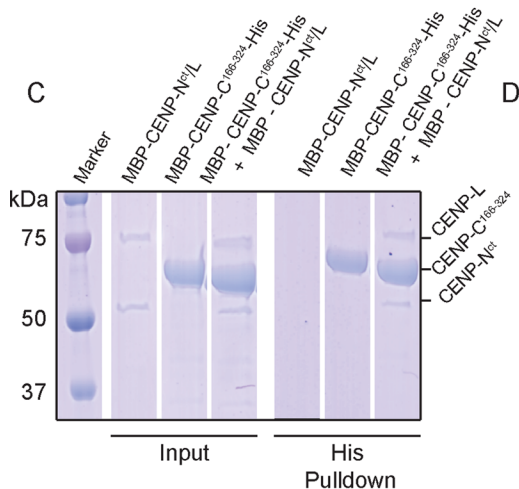 C
D
Marker
MBP-CENP-Nct/L
MBP-CENP-C166-324-His
MBP- CENP-C166-324-His
+ MBP - CENP-Nct/L
MBP-CENP-Nct/L
MBP-CENP-C166-324-His
MBP- CENP-C166-324-His
+ MBP - CENP-Nct/L
kDa
75
50
37
CENP-L
CENP-C166-324
CENP-Nct
Input
His
Pulldown